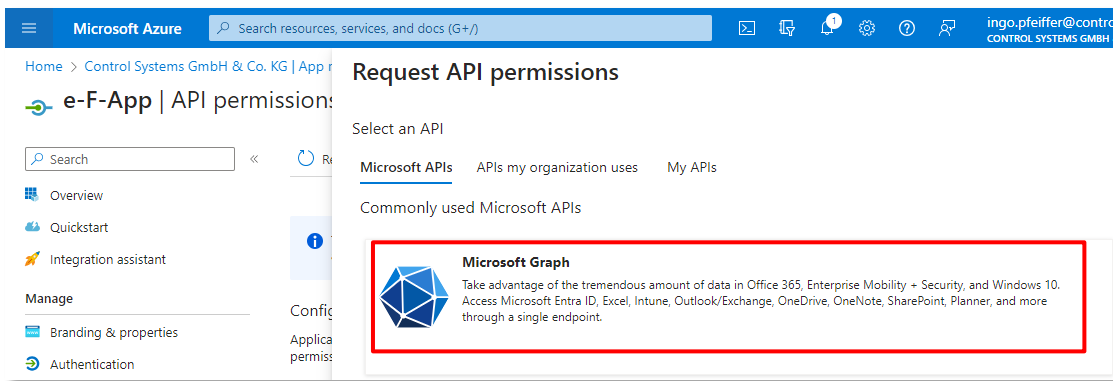 Microsoft Azure
Search resources, services, and docs (G+/)
1
ingo.pfeiffer@contro
CONTROL SYSTEMS GMBH
Home > Control Systems GmbH & Co. KG | App r
e-F-App | API permissions
Search
«
Re
Overview
Quickstart
Integration assistant
Manage
Branding & properties
Authentication
Config
Applica
permiss
Request API permissions
Select an API
Microsoft APIs
APIs my organization uses
My APIs
Commonly used Microsoft APIs
Microsoft Graph
Take advantage of the tremendous amount of data in Office 365, Enterprise Mobility + Security, and Windows 10.
Access Microsoft Entra ID, Excel, Intune, Outlook/Exchange, OneDrive, OneNote, SharePoint, Planner, and more
through a single endpoint.